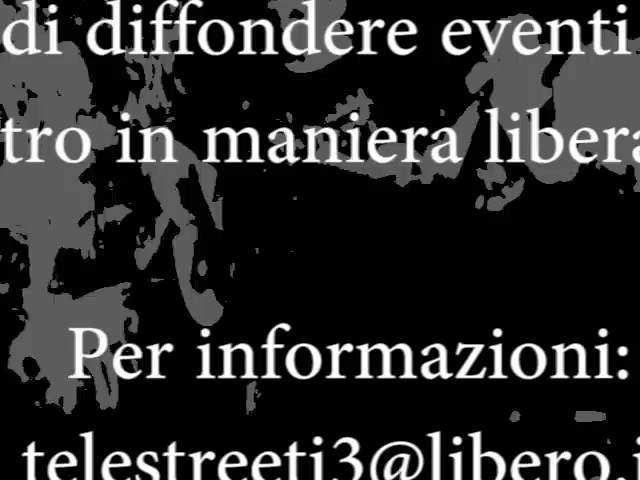 di diffondere eventi
tro in maniera libera
Per informazioni:
telestreeti3@libero.i